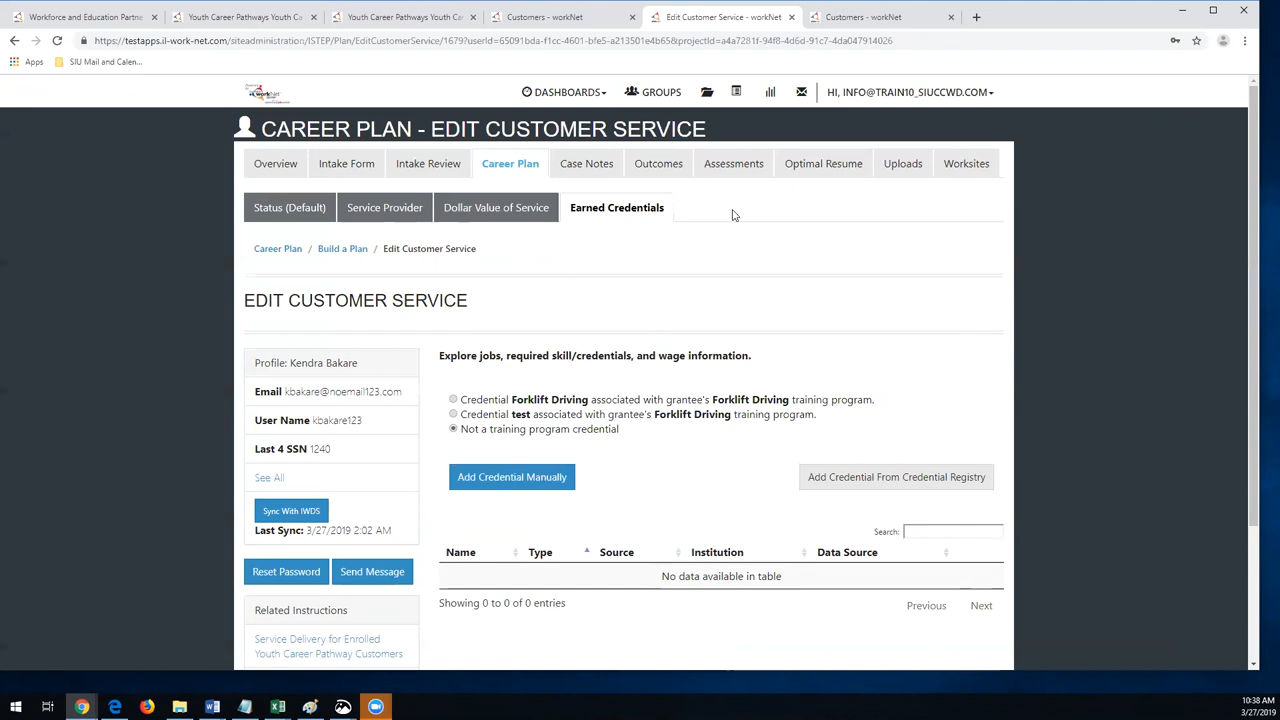 Workforce and Education Partne
Youth Career Pathways Youth Ca
Youth Career Pathways Youth Ca
Customers - workNet
Edit Customer Service - workNet
Customers - workNet
https://testapps.il-work-net.com/siteadministration/ISTEP/Plan/EditCustomerService/1679?userId=65091bda-f1cc-4601-bfe5-a213501e4b65&projectId=a4a7281f-94f8-4d6d-91c7-4da047914026
Apps
SIU Mail and Calen...
DASHBOARDS
GROUPS
HI, INFO@TRAIN10_SIUCCWD.COM
CAREER PLAN - EDIT CUSTOMER SERVICE
Overview
Intake Form
Intake Review
Career Plan
Case Notes
Outcomes
Assessments
Optimal Resume
Uploads
Worksites
Status (Default)
Service Provider
Dollar Value of Service
Earned Credentials
Career Plan / Build a Plan / Edit Customer Service
EDIT CUSTOMER SERVICE
Profile: Kendra Bakare
Email kbakare@noemail123.com
User Name kbakare123
Last 4 SSN 1240
See All
Sync With IWDS
Last Sync: 3/27/2019 2:02 AM
Reset Password
Send Message
Related Instructions
Service Delivery for Enrolled
Youth Career Pathway Customers
Explore jobs, required skill/credentials, and wage information.
Credential Forklift Driving associated with grantee's Forklift Driving training program.
Credential test associated with grantee's Forklift Driving training program.
Not a training program credential
Add Credential Manually
Add Credential From Credential Registry
Search:
Name
Type
Source
Institution
Data Source
No data available in table
Showing 0 to 0 of 0 entries
Previous
Next
10:38 AM
3/27/2019